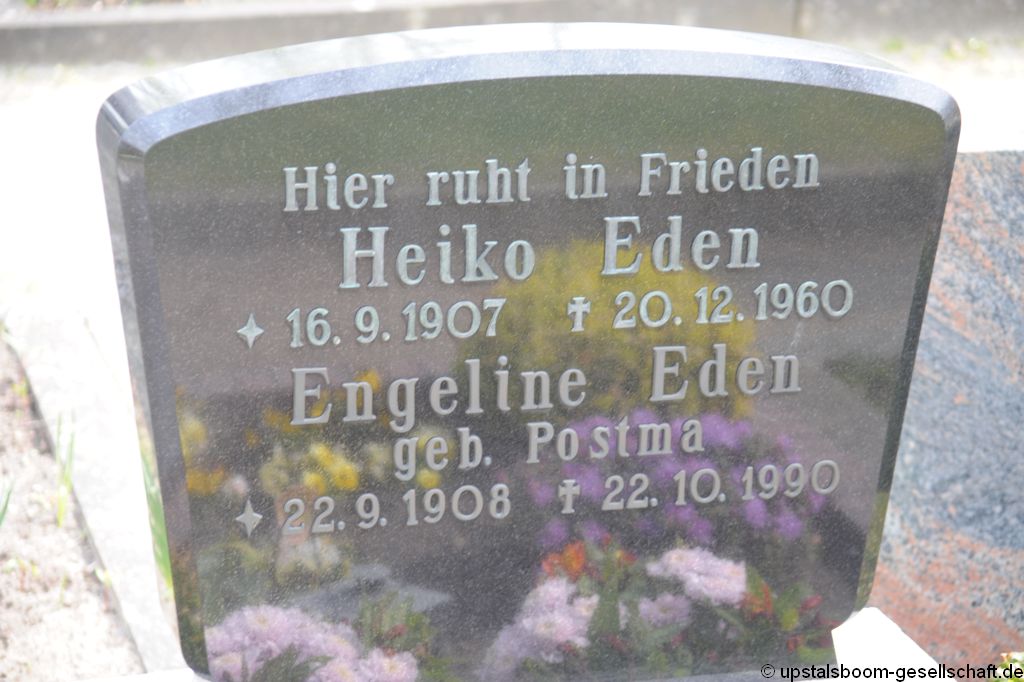 Hier ruht in Frieden
Heiko Eden
✦ 16. 9. 1907 ✝ 20. 12. 1960
Engeline Eden
geb. Postma
✦ 22. 9. 1908 ✝ 22. 10. 1990
© upstalsboom-gesellschaft.de